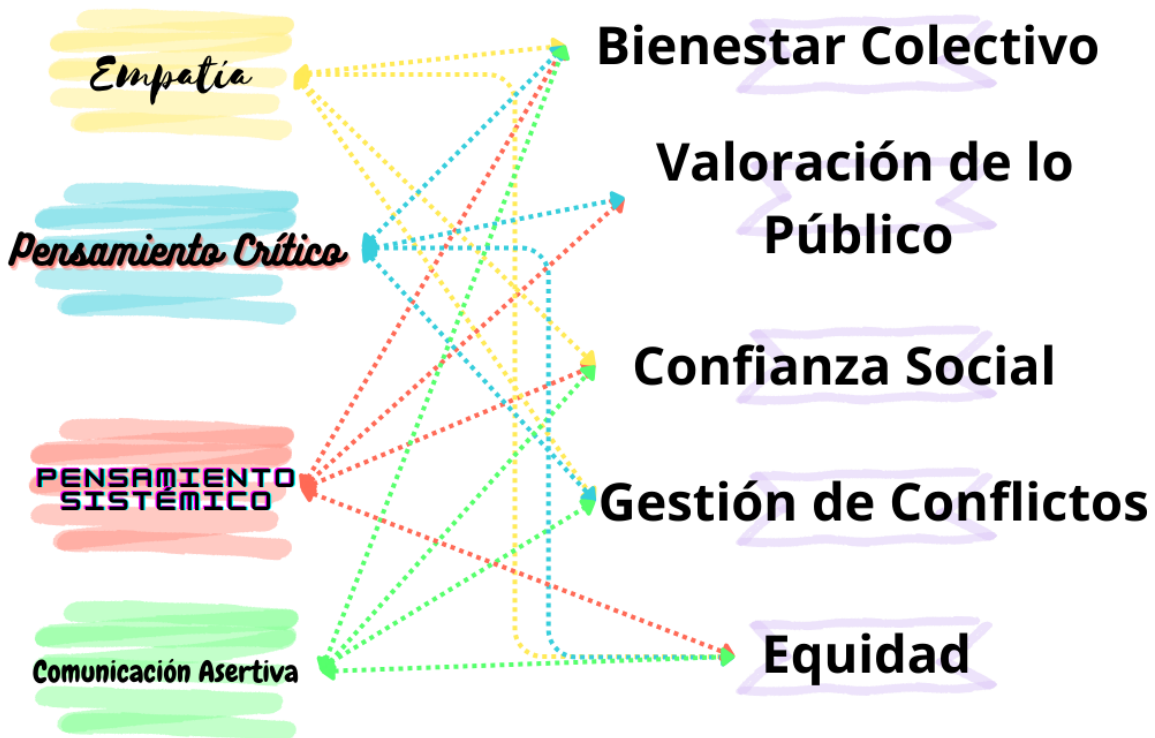 Empatía
Pensamiento Crítico
PENSAMIENTO
SISTÉMICO
Comunicación Asertiva
Bienestar Colectivo
Valoración de lo
Público
Confianza Social
Gestión de Conflictos
Equidad